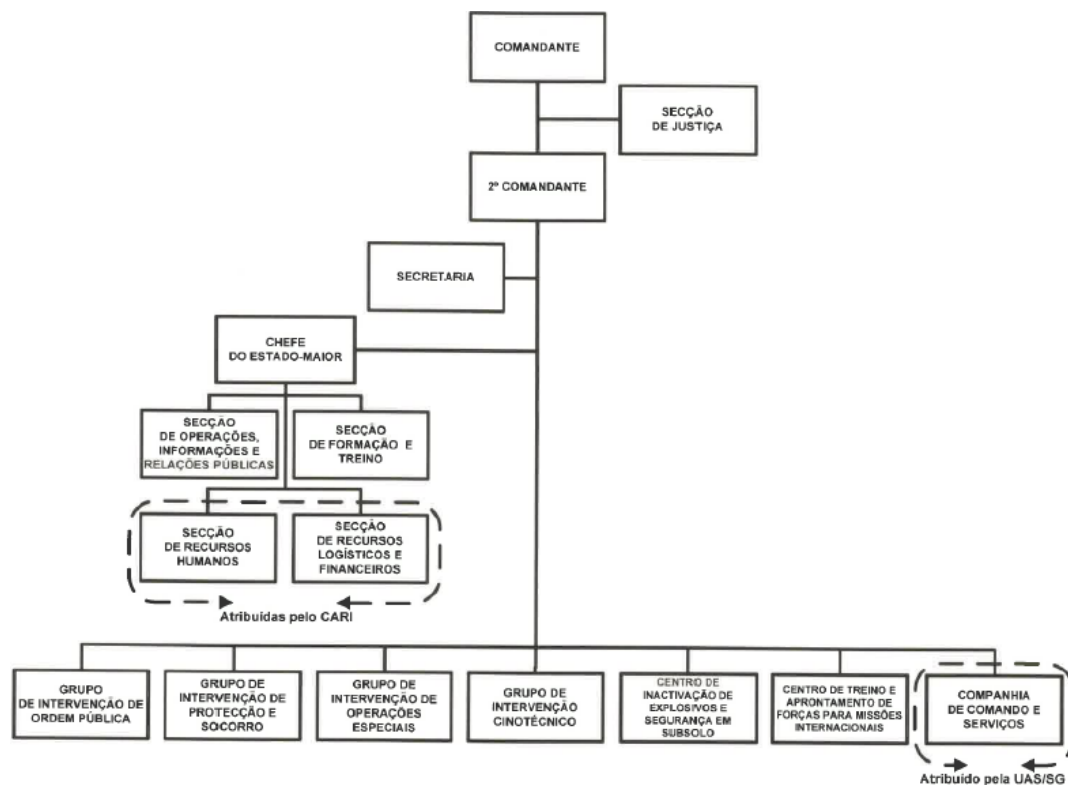 COMANDANTE
SECÇÃO
DE JUSTIÇA
2º COMANDANTE
SECRETARIA
CHEFE
DO ESTADO-MAIOR
SECÇÃO
DE OPERAÇÕES,
INFORMAÇÕES E
RELAÇÕES PÚBLICAS
SECÇÃO
DE FORMAÇÃO E
TREINO
SECÇÃO
DE RECURSOS
HUMANOS
SECÇÃO
DE RECURSOS
LOGÍSTICOS E
FINANCEIROS
Atribuídas pelo CARI
GRUPO
DE INTERVENÇÃO DE
ORDEM PÚBLICA
GRUPO DE
INTERVENÇÃO DE
PROTECÇÃO E
SOCORRO
GRUPO DE
INTERVENÇÃO DE
OPERAÇÕES
ESPECIAIS
GRUPO DE
INTERVENÇÃO
CINOTÉCNICO
CENTRO DE
INACTIVAÇÃO DE
EXPLOSIVOS E
SEGURANÇA EM
SUBSOLO
CENTRO DE TREINO E
APRONTAMENTO DE
FORÇAS PARA MISSÕES
INTERNACIONAIS
COMPANHIA
DE COMANDO E
SERVIÇOS
Atribuído pela UAS/SG